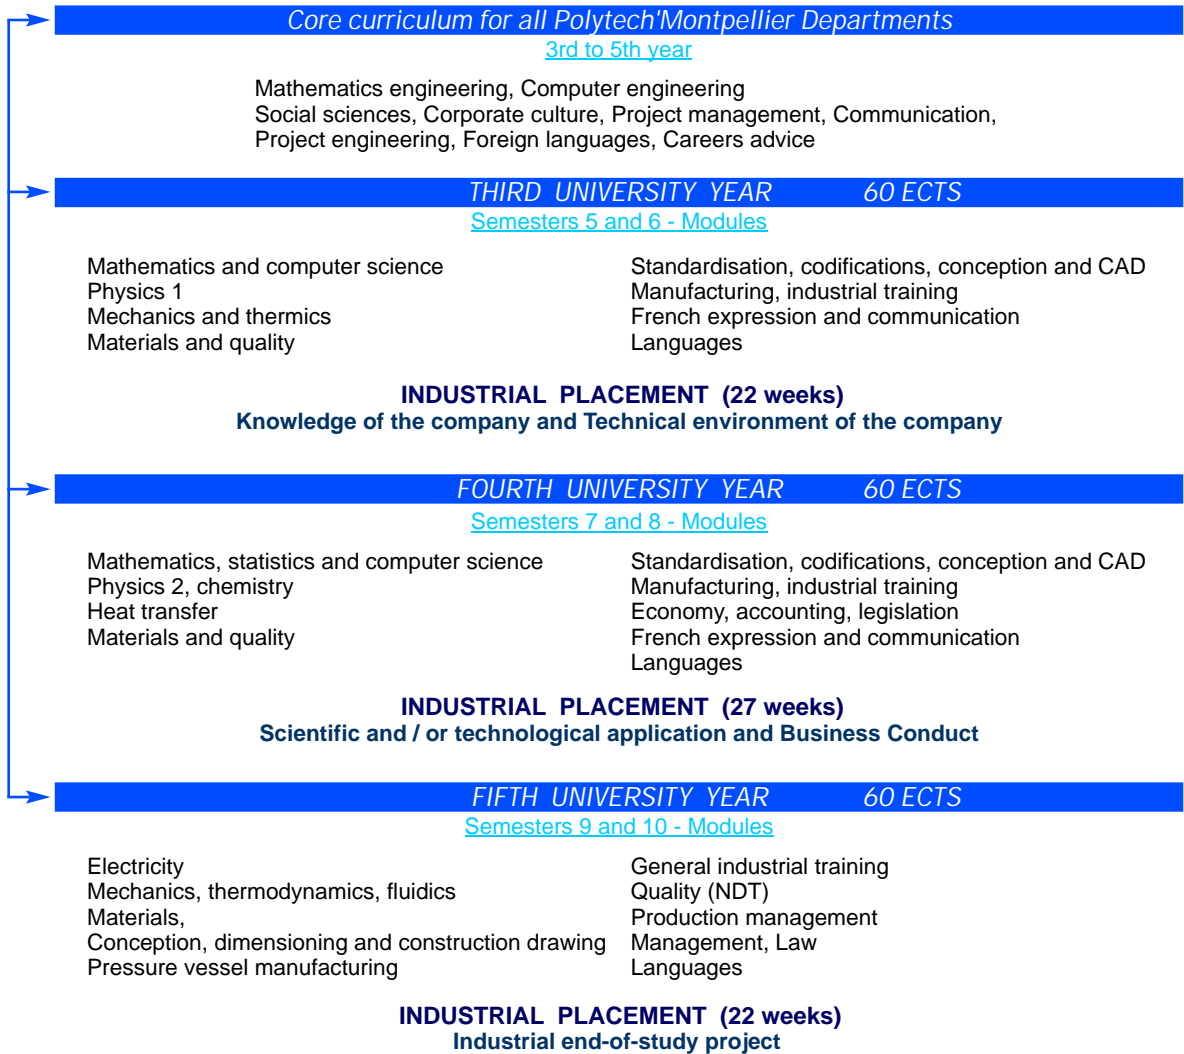 Core curriculum for all Polytech'Montpellier Departments
3rd to 5th year
Mathematics engineering, Computer engineering
Social sciences, Corporate culture, Project management, Communication,
Project engineering, Foreign languages, Careers advice
THIRD UNIVERSITY YEAR 60 ECTS
Semesters 5 and 6 - Modules
Mathematics and computer science
Physics 1
Mechanics and thermics
Materials and quality
Standardisation, codifications, conception and CAD
Manufacturing, industrial training
French expression and communication
Languages
INDUSTRIAL PLACEMENT (22 weeks)
Knowledge of the company and Technical environment of the company
FOURTH UNIVERSITY YEAR 60 ECTS
Semesters 7 and 8 - Modules
Mathematics, statistics and computer science
Physics 2, chemistry
Heat transfer
Materials and quality
Standardisation, codifications, conception and CAD
Manufacturing, industrial training
Economy, accounting, legislation
French expression and communication
Languages
INDUSTRIAL PLACEMENT (27 weeks)
Scientific and / or technological application and Business Conduct
FIFTH UNIVERSITY YEAR 60 ECTS
Semesters 9 and 10 - Modules
Electricity
Mechanics, thermodynamics, fluidics
Materials,
Conception, dimensioning and construction drawing
Pressure vessel manufacturing
General industrial training
Quality (NDT)
Production management
Management, Law
Languages
INDUSTRIAL PLACEMENT (22 weeks)
Industrial end-of-study project